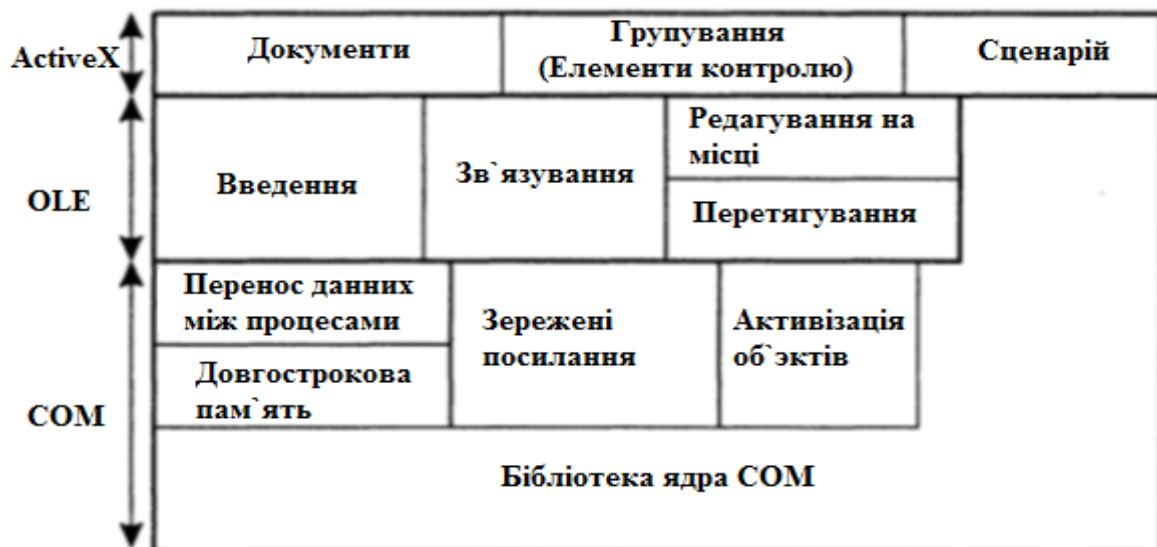 ActiveX
Документи
Групування
(Елементи контролю)
Сценарій
OLE
Введення
Зв`язування
Редагування на
місці
Перетягування
COM
Перенос данних
між процесами
Довгострокова
пам`ять
Зережені
посилання
Активізація
об`эктів
Бібліотека ядра COM